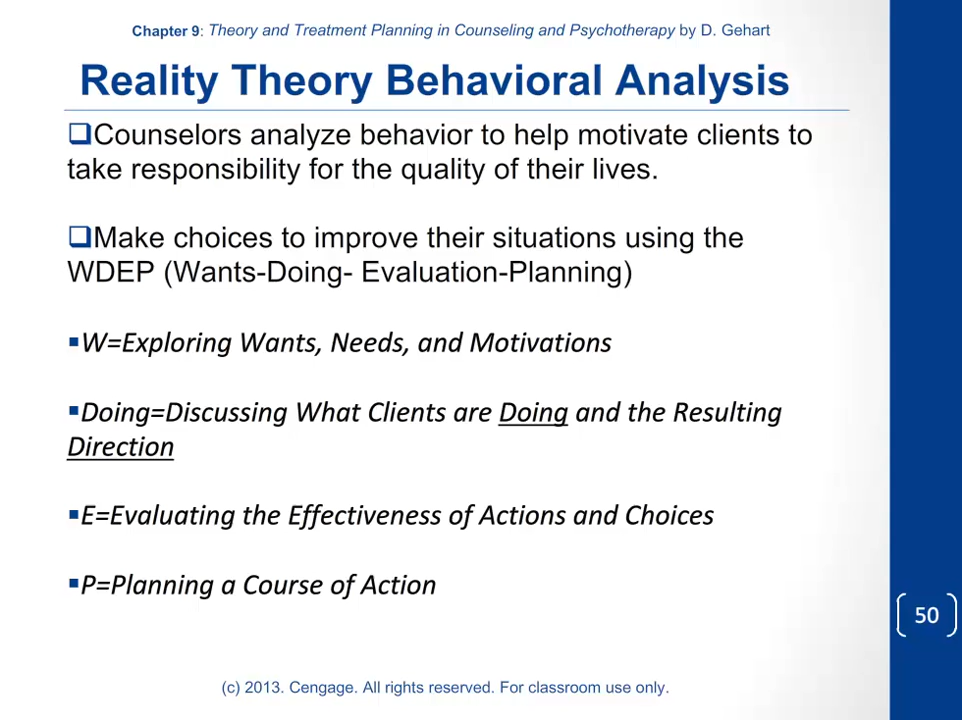 Chapter 9: Theory and Treatment Planning in Counseling and Psychotherapy by D. Gehart
Reality Theory Behavioral Analysis
❑Counselors analyze behavior to help motivate clients to
take responsibility for the quality of their lives.
❑Make choices to improve their situations using the
WDEP (Wants-Doing- Evaluation-Planning)
▪W=Exploring Wants, Needs, and Motivations
▪Doing=Discussing What Clients are Doing and the Resulting
Direction
▪E=Evaluating the Effectiveness of Actions and Choices
▪P=Planning a Course of Action
50
(c) 2013. Cengage. All rights reserved. For classroom use only.